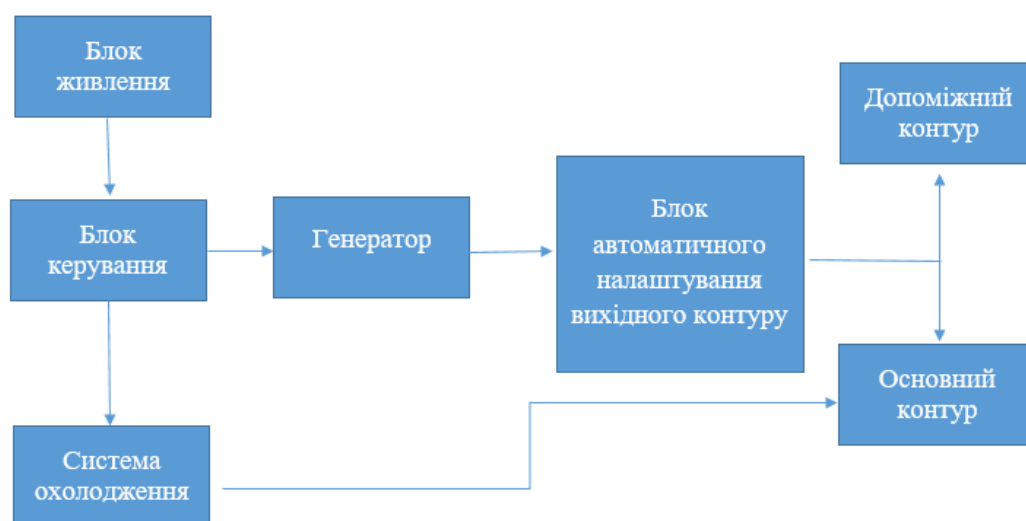 Блок
живлення
Допоміжний
контур
Блок
керування
Генератор
Блок
автоматичного
налаштування
вихідного контуру
Основний
контур
Система
охолодження